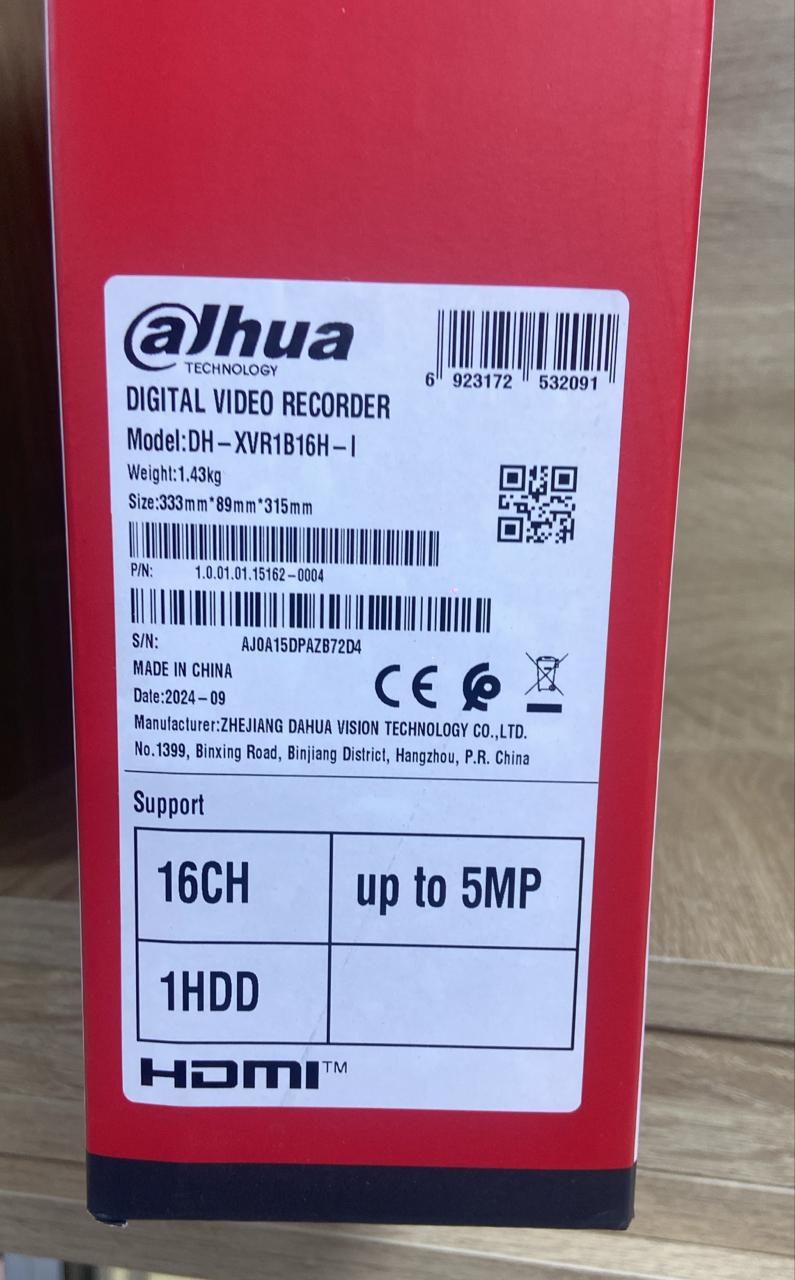 alhua
TECHNOLOGY
6 923172 532091
DIGITAL VIDEO RECORDER
Model:DH-XVR1B16H-I
Weight:1.43kg
Size:333mm*89mm*315mm
P/N: 1.0.01.01.15162-0004
S/N: AJ0A15DPAZB72D4
MADE IN CHINA
CE
Date:2024-09
Manufacturer:ZHEJIANG DAHUA VISION TECHNOLOGY CO.,LTD.
No.1399, Binxing Road, Binjiang District, Hangzhou, P.R. China
Support
16CH up to 5MP
1HDD
HDMI™